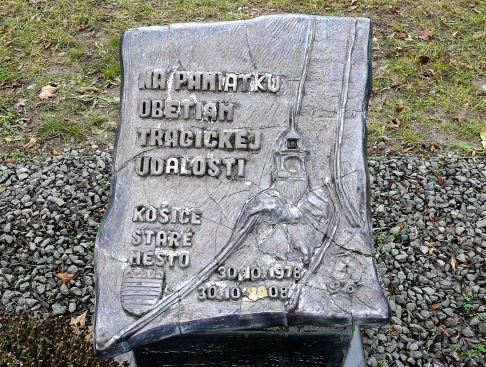 NA PAMIATKU
OBETIAM
TRAGICKEJ
UDALOSTI
KOŠICE
STARÉ
MESTO
30.10.1978
30.10.2008